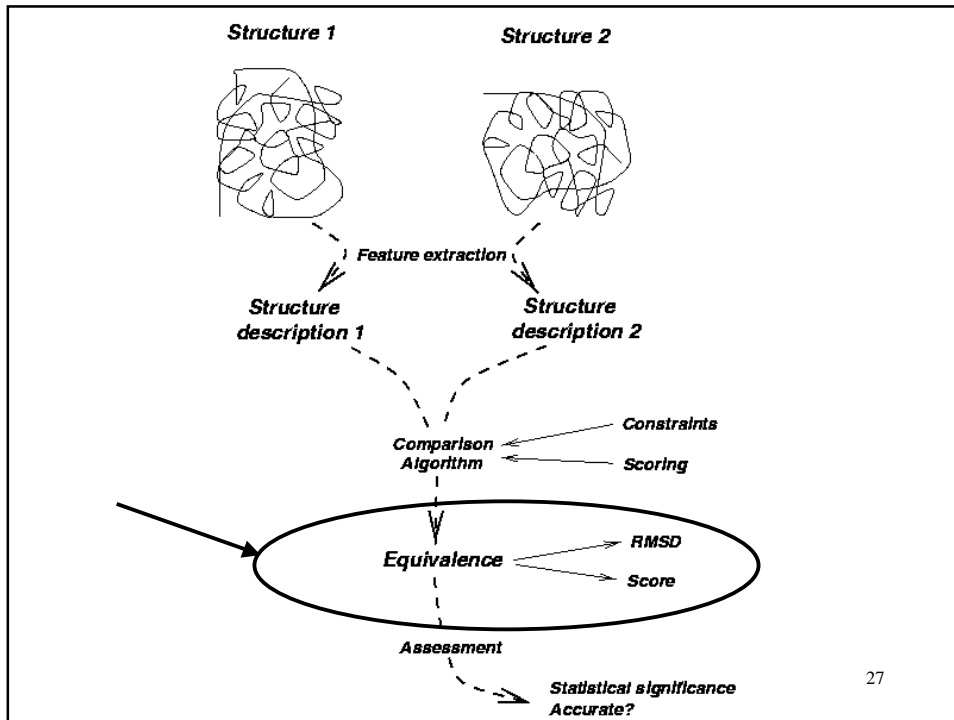 Structure 1
Structure 2
Feature extraction
Structure
description 1
Structure
description 2
Comparison
Algorithm
Constraints
Scoring
Equivalence
RMSD
Score
Assessment
Statistical significance
Accurate?
27